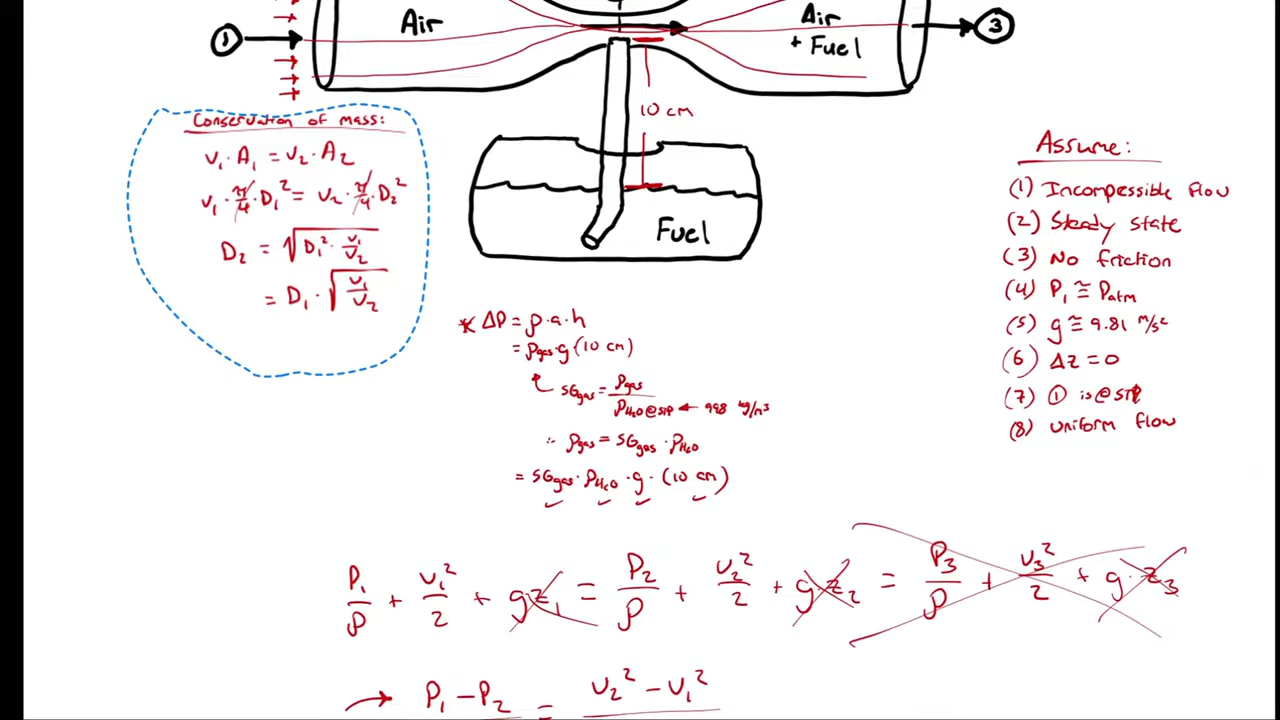 Air
Air
+ Fuel
1
3
10 cm
Fuel
Conservation of mass:
v₁·A₁ = v₂·A₂
v₁·π/4·D₁² = v₂·π/4·D₂²
D₂ = √(D₁²·v₁/v₂)
= D₁·√(v₁/v₂)
Assume:
(1) Incompessible flow
(2) Steady state
(3) No friction
(4) P₁ ≅ Patm
(5) g ≅ 9.81 m/s²
(6) ΔZ = 0
(7) ① is @ STP
(8) uniform flow
* ΔP = ρ·g·h
= ρgas·g·(10 cm)
SGgas = ρgas / ρH₂O@STP ← 998 kg/m³
∴ ρgas = SGgas·ρH₂O
= SGgas·ρH₂O·g·(10 cm)
P₁/ρ + v₁²/2 + gz₁ = P₂/ρ + v₂²/2 + g·z₂ = P₃/ρ + v₃²/2 + g·z₃
→ P₁ − P₂ = v₂² − v₁²